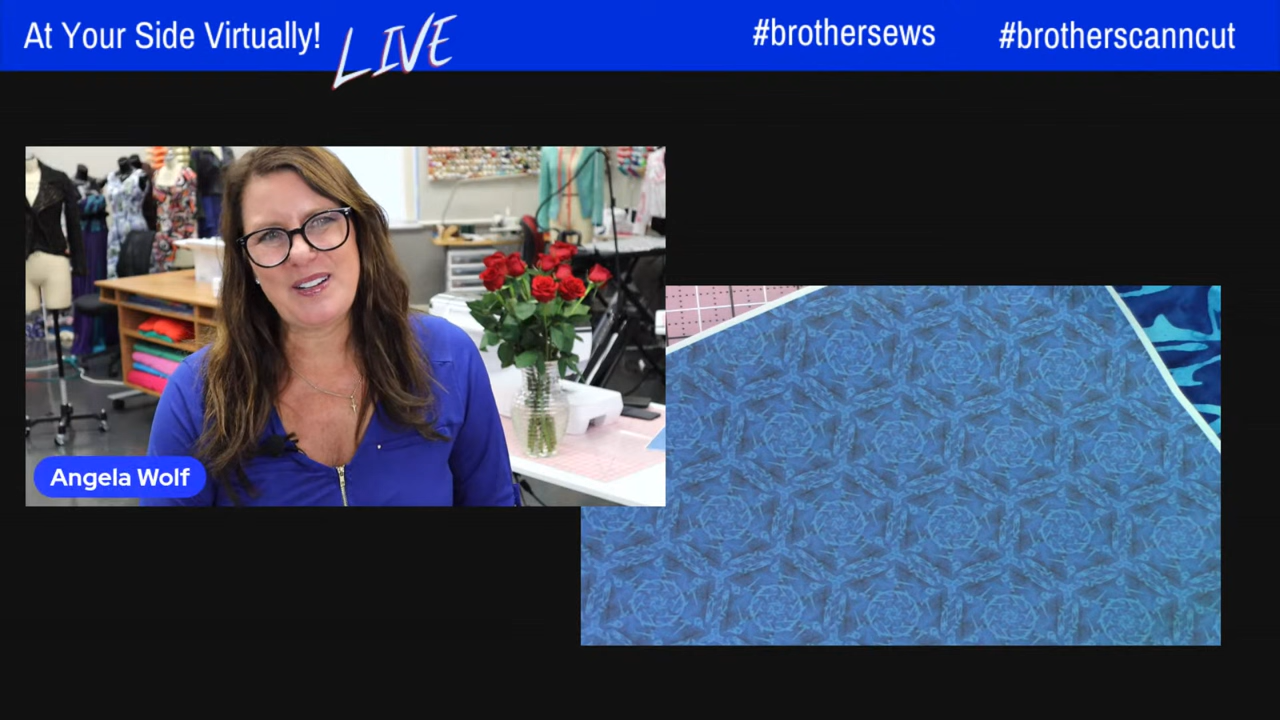 At Your Side Virtually!
LIVE
#brothersews
#brotherscanncut
Angela Wolf